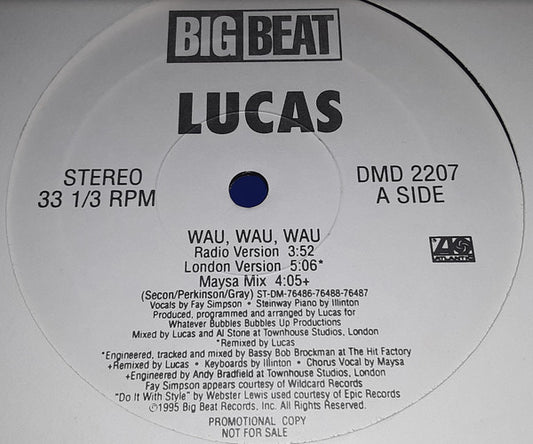 BIG BEAT
LUCAS
STEREO
33 1/3 RPM
DMD 2207
A SIDE
ATLANTIC
WAU, WAU, WAU
Radio Version 3:52
London Version 5:06*
Maysa Mix 4:05+
(Secon/Perkinson/Gray) ST-DM-76486-76488-76487
Vocals by Fay Simpson • Steinway Piano by Illinton
Produced, programmed and arranged by Lucas for
Whatever Bubbles Bubbles Up Productions
Mixed by Lucas and Al Stone at Townhouse Studios, London
*Remixed by Lucas
*Engineered, tracked and mixed by Bassy Bob Brockman at The Hit Factory
+Remixed by Lucas • Keyboards by Illinton • Chorus Vocal by Maysa
+Engineered by Andy Bradfield at Townhouse Studios, London
Fay Simpson appears courtesy of Wildcard Records
"Do It With Style" by Webster Lewis used courtesy of Epic Records
©1995 Big Beat Records, Inc. All Rights Reserved.
PROMOTIONAL COPY
NOT FOR SALE